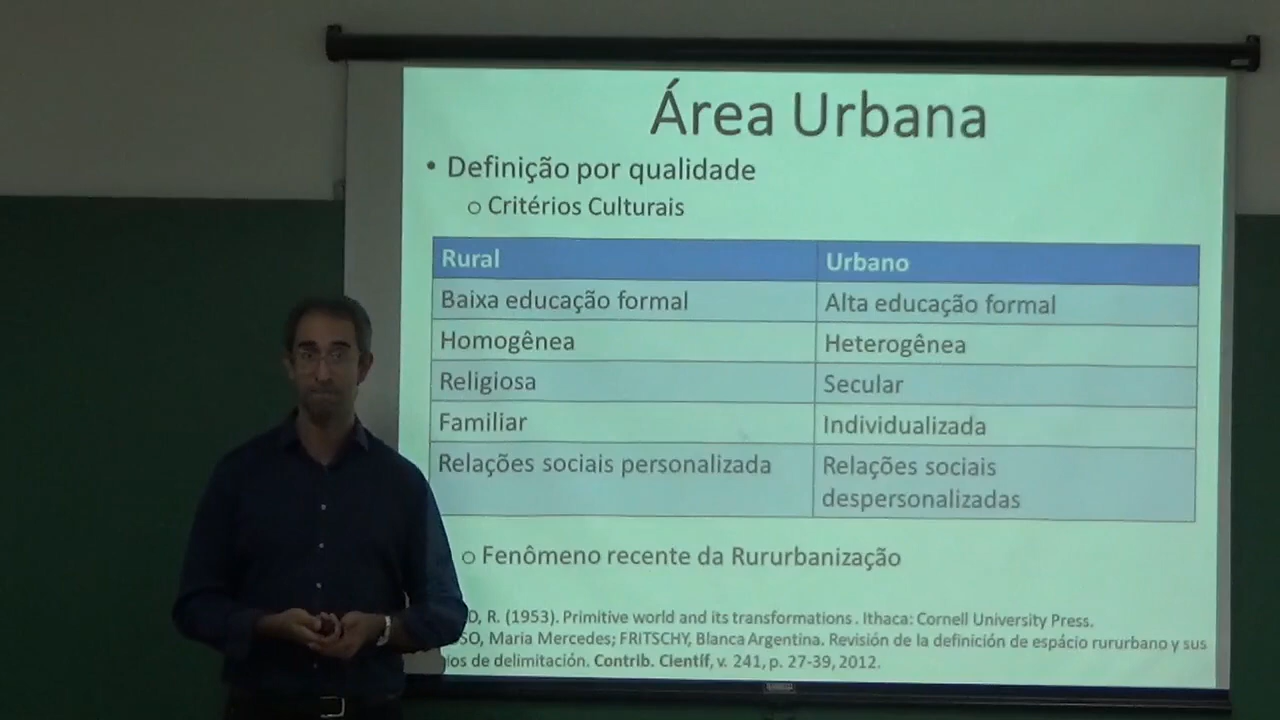 Área Urbana
• Definição por qualidade
o Critérios Culturais
Rural Urbano
Baixa educação formal Alta educação formal
Homogênea Heterogênea
Religiosa Secular
Familiar Individualizada
Relações sociais personalizada Relações sociais
despersonalizadas
o Fenômeno recente da Rururbanização
D, R. (1953). Primitive world and its transformations. Ithaca: Cornell University Press.
SO, Maria Mercedes; FRITSCHY, Blanca Argentina. Revisión de la definición de espácio rururbano y sus
ios de delimitación. Contrib. Científ, v. 241, p. 27-39, 2012.